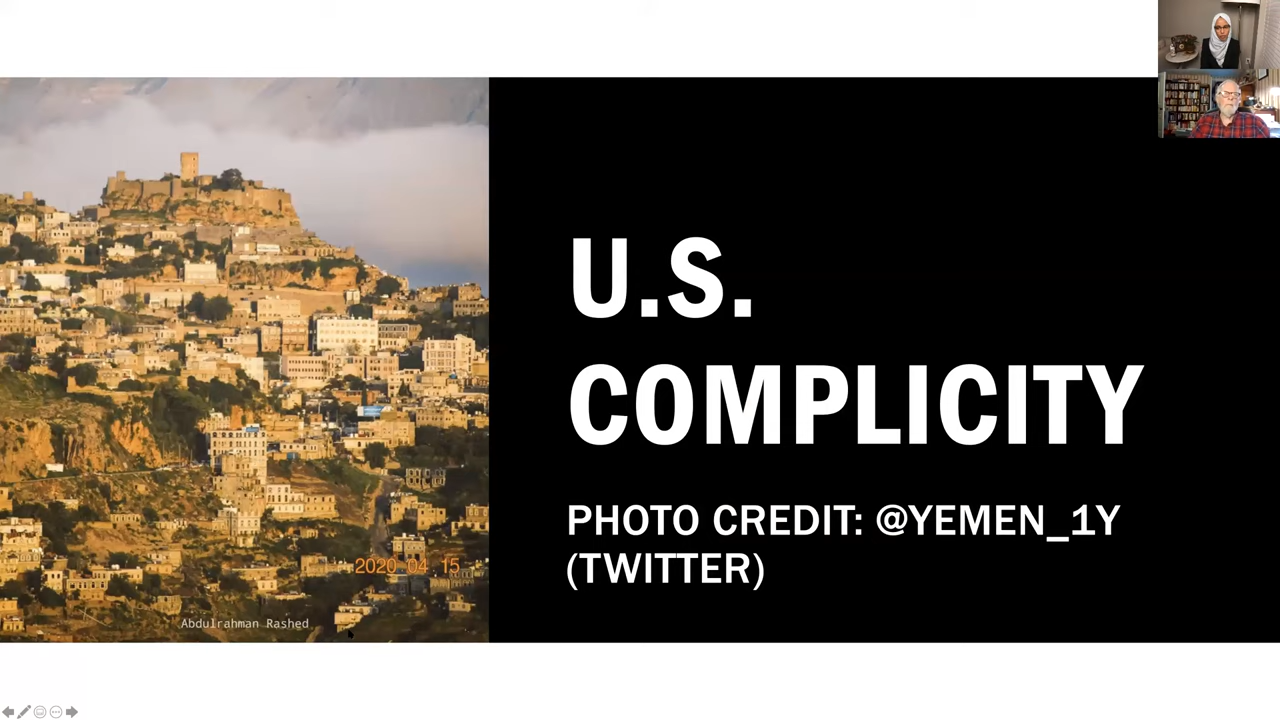 U.S.
COMPLICITY
PHOTO CREDIT: @YEMEN_1Y
(TWITTER)
2020 04 15
Abdulrahman Rashed